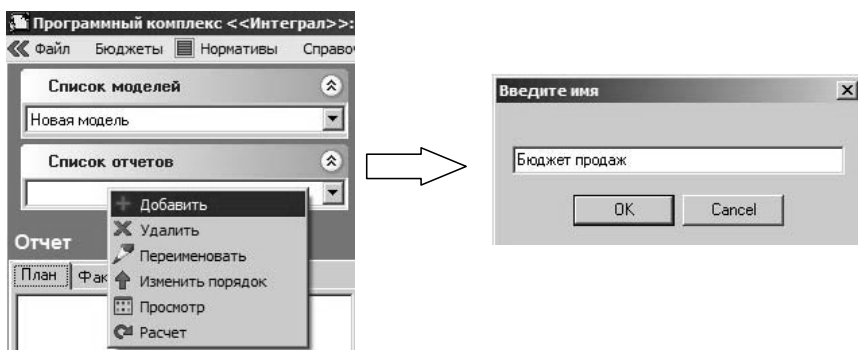 Программный комплекс <<Интеграл>>:
Файл Бюджеты Нормативы Справо
Список моделей
Новая модель
Список отчетов
Добавить
Удалить
Отчет
Переименовать
План Фак
Изменить порядок
Просмотр
Расчет
Введите имя
Бюджет продаж
OK Cancel